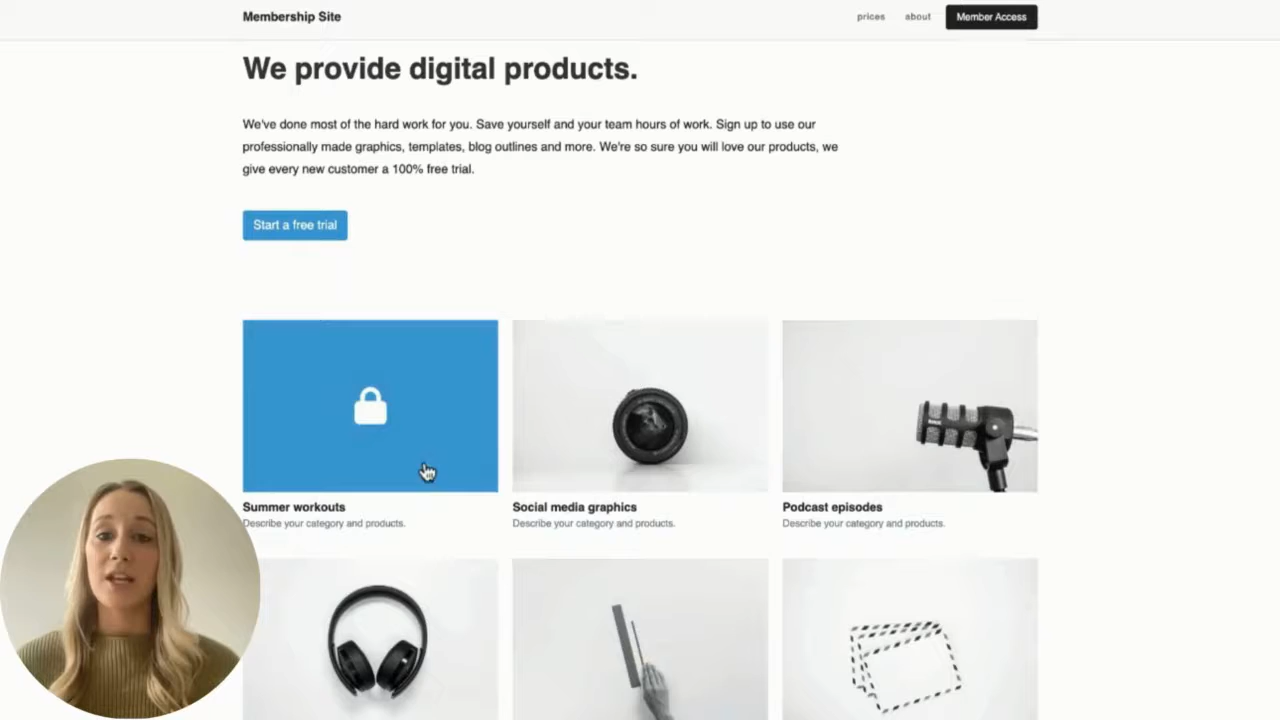 Membership Site
prices
about
Member Access
We provide digital products.
We've done most of the hard work for you. Save yourself and your team hours of work. Sign up to use our
professionally made graphics, templates, blog outlines and more. We're so sure you will love our products, we
give every new customer a 100% free trial.
Start a free trial
Summer workouts
Social media graphics
Podcast episodes
Describe your category and products.
Describe your category and products.
Describe your category and products.